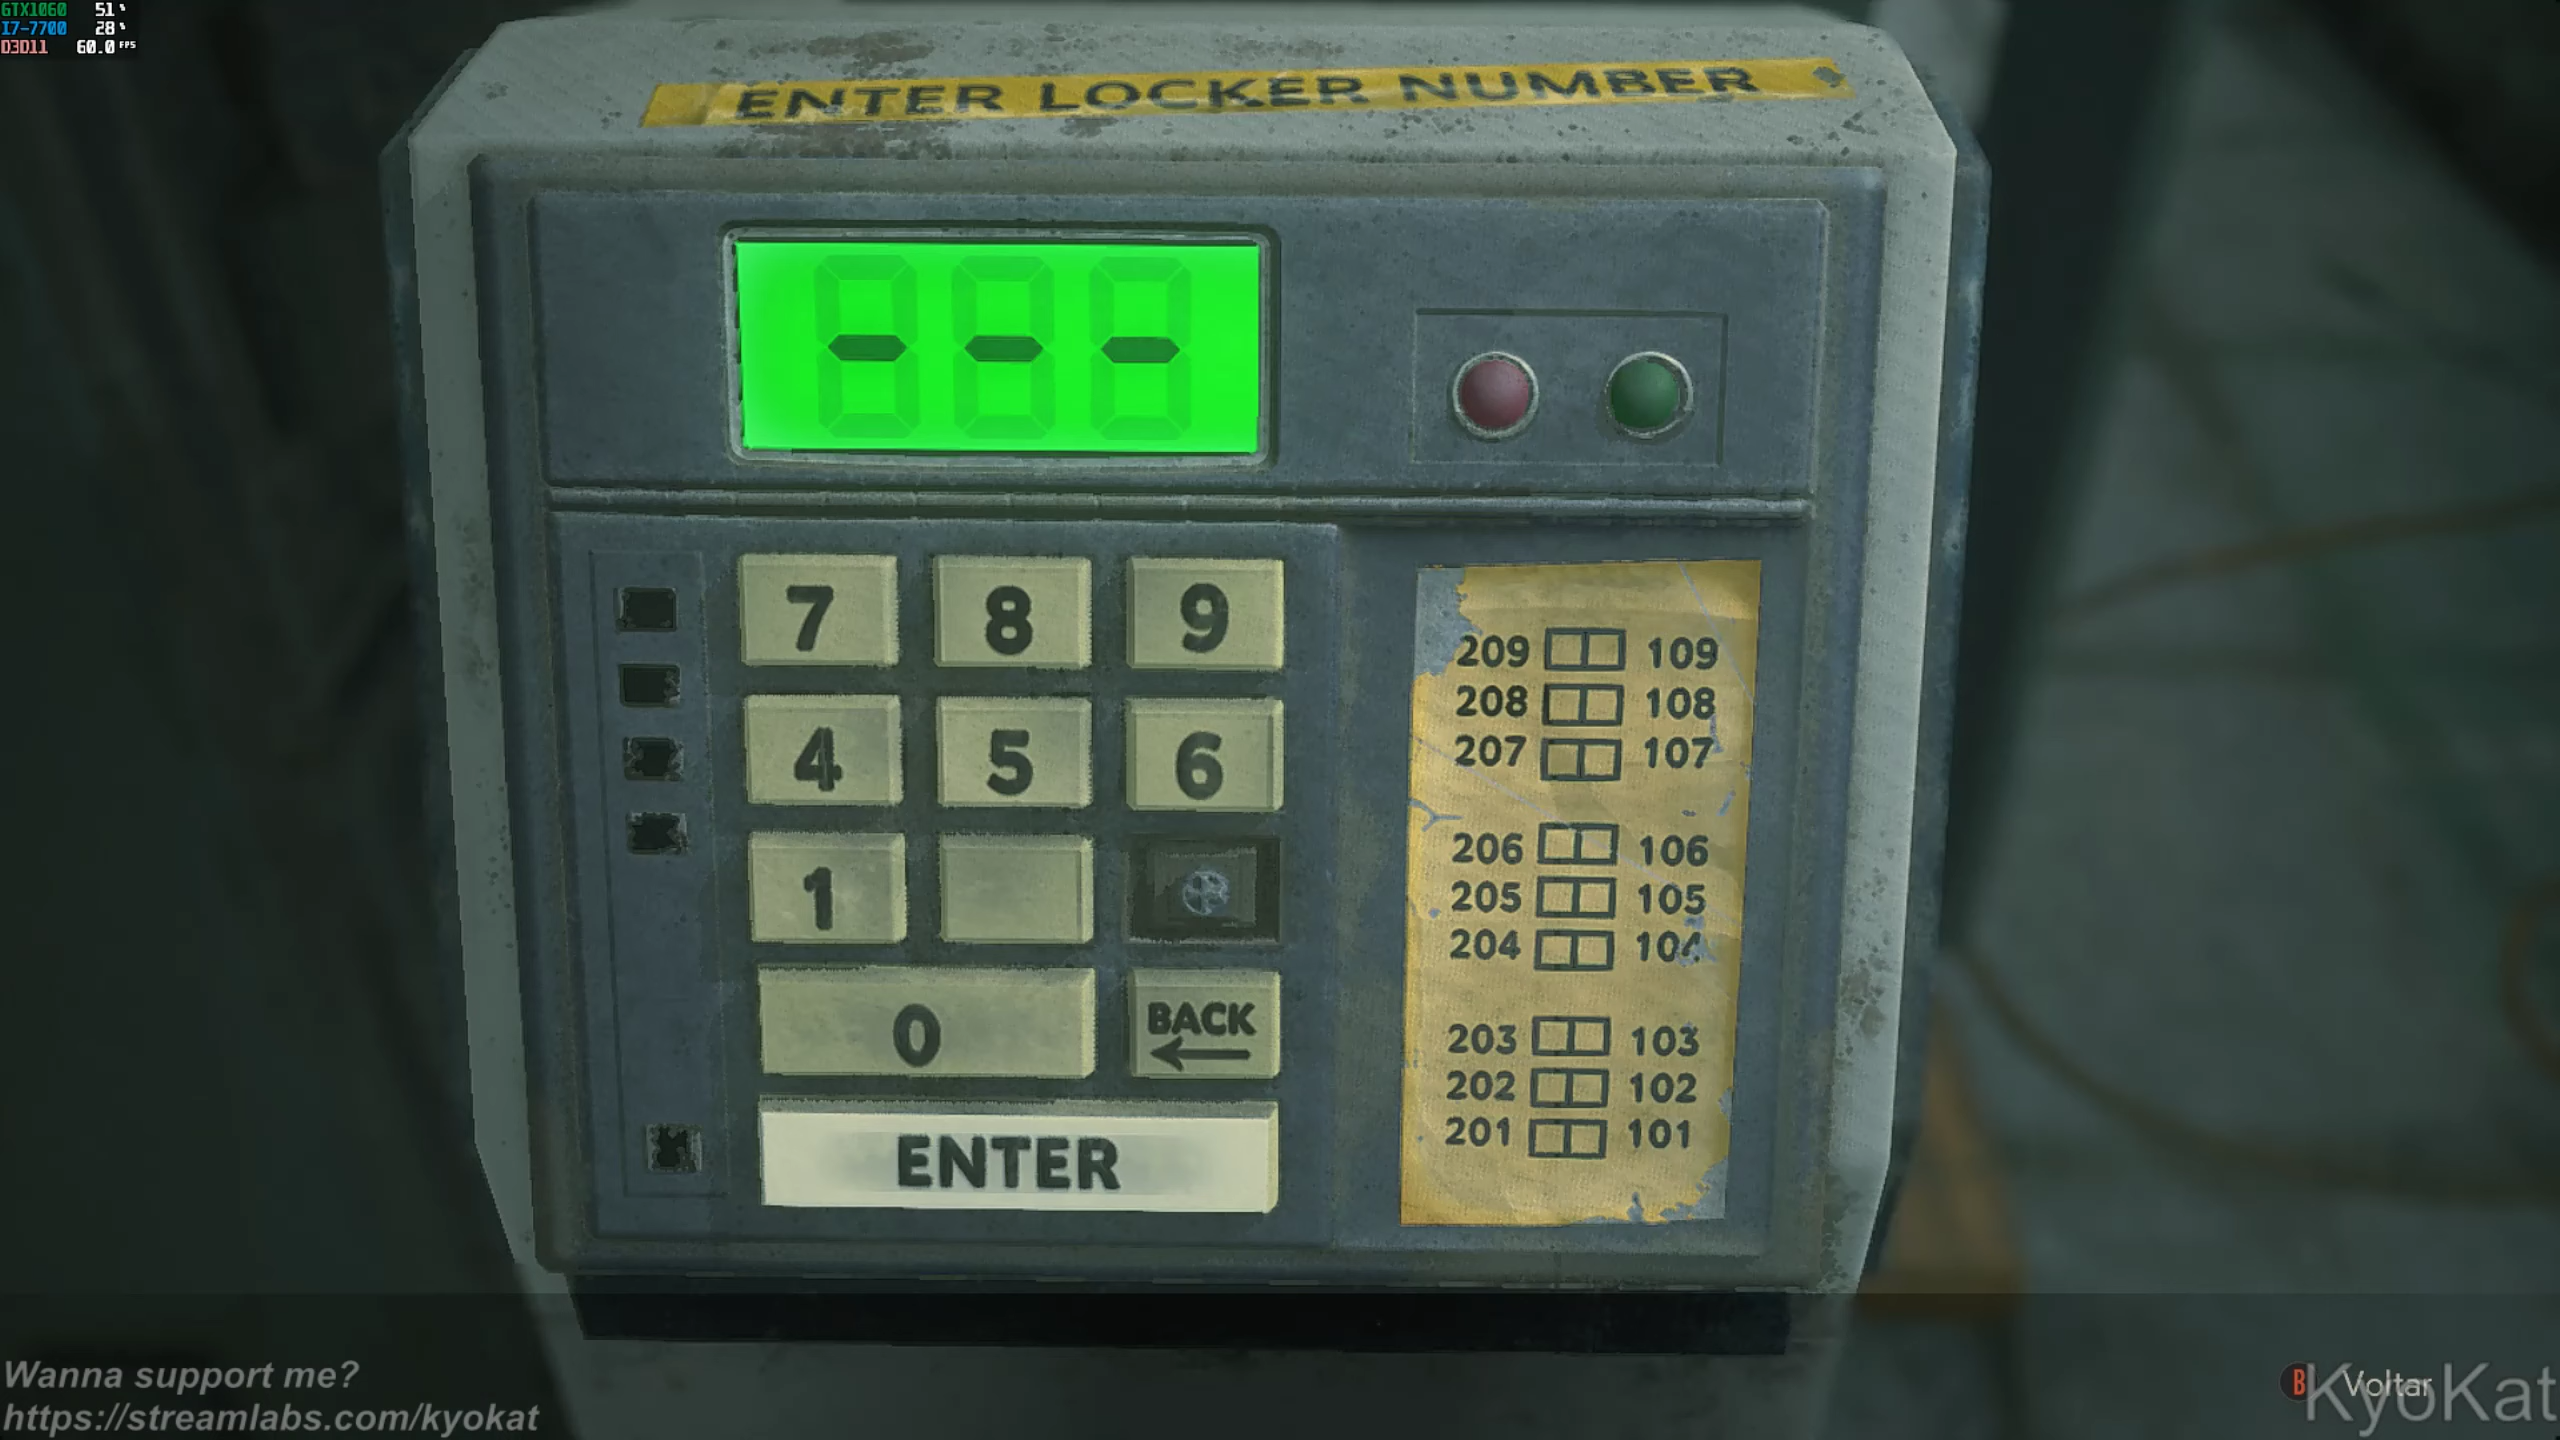 GTX1060 51 %
I7-7700 28 %
D3D11 60.0 FPS
ENTER LOCKER NUMBER
---
7 8 9
4 5 6
1
0 BACK
ENTER
209 109
208 108
207 107
206 106
205 105
204 104
203 103
202 102
201 101
Wanna support me?
https://streamlabs.com/kyokat
B Voltar
KyoKat